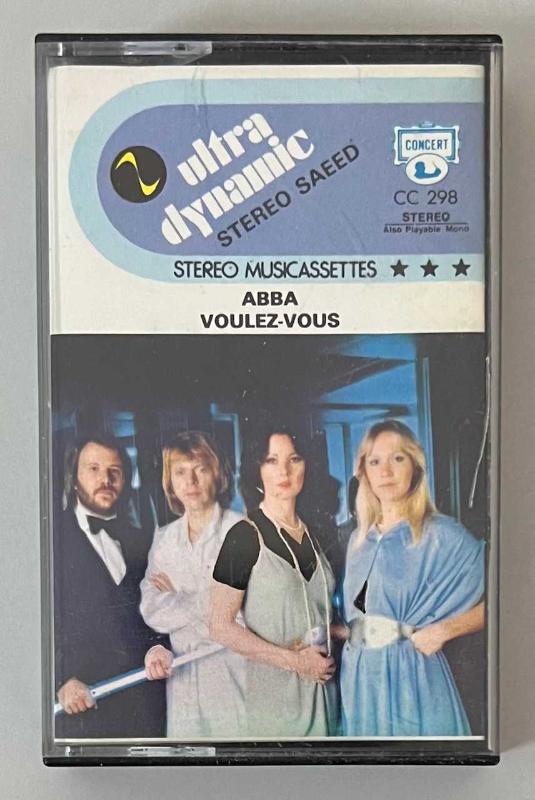 ultra
dynamic
STEREO SAEED
CONCERT
CC 298
STEREO
Also Playable Mono
STEREO MUSICASSETTES ★ ★ ★
ABBA
VOULEZ-VOUS